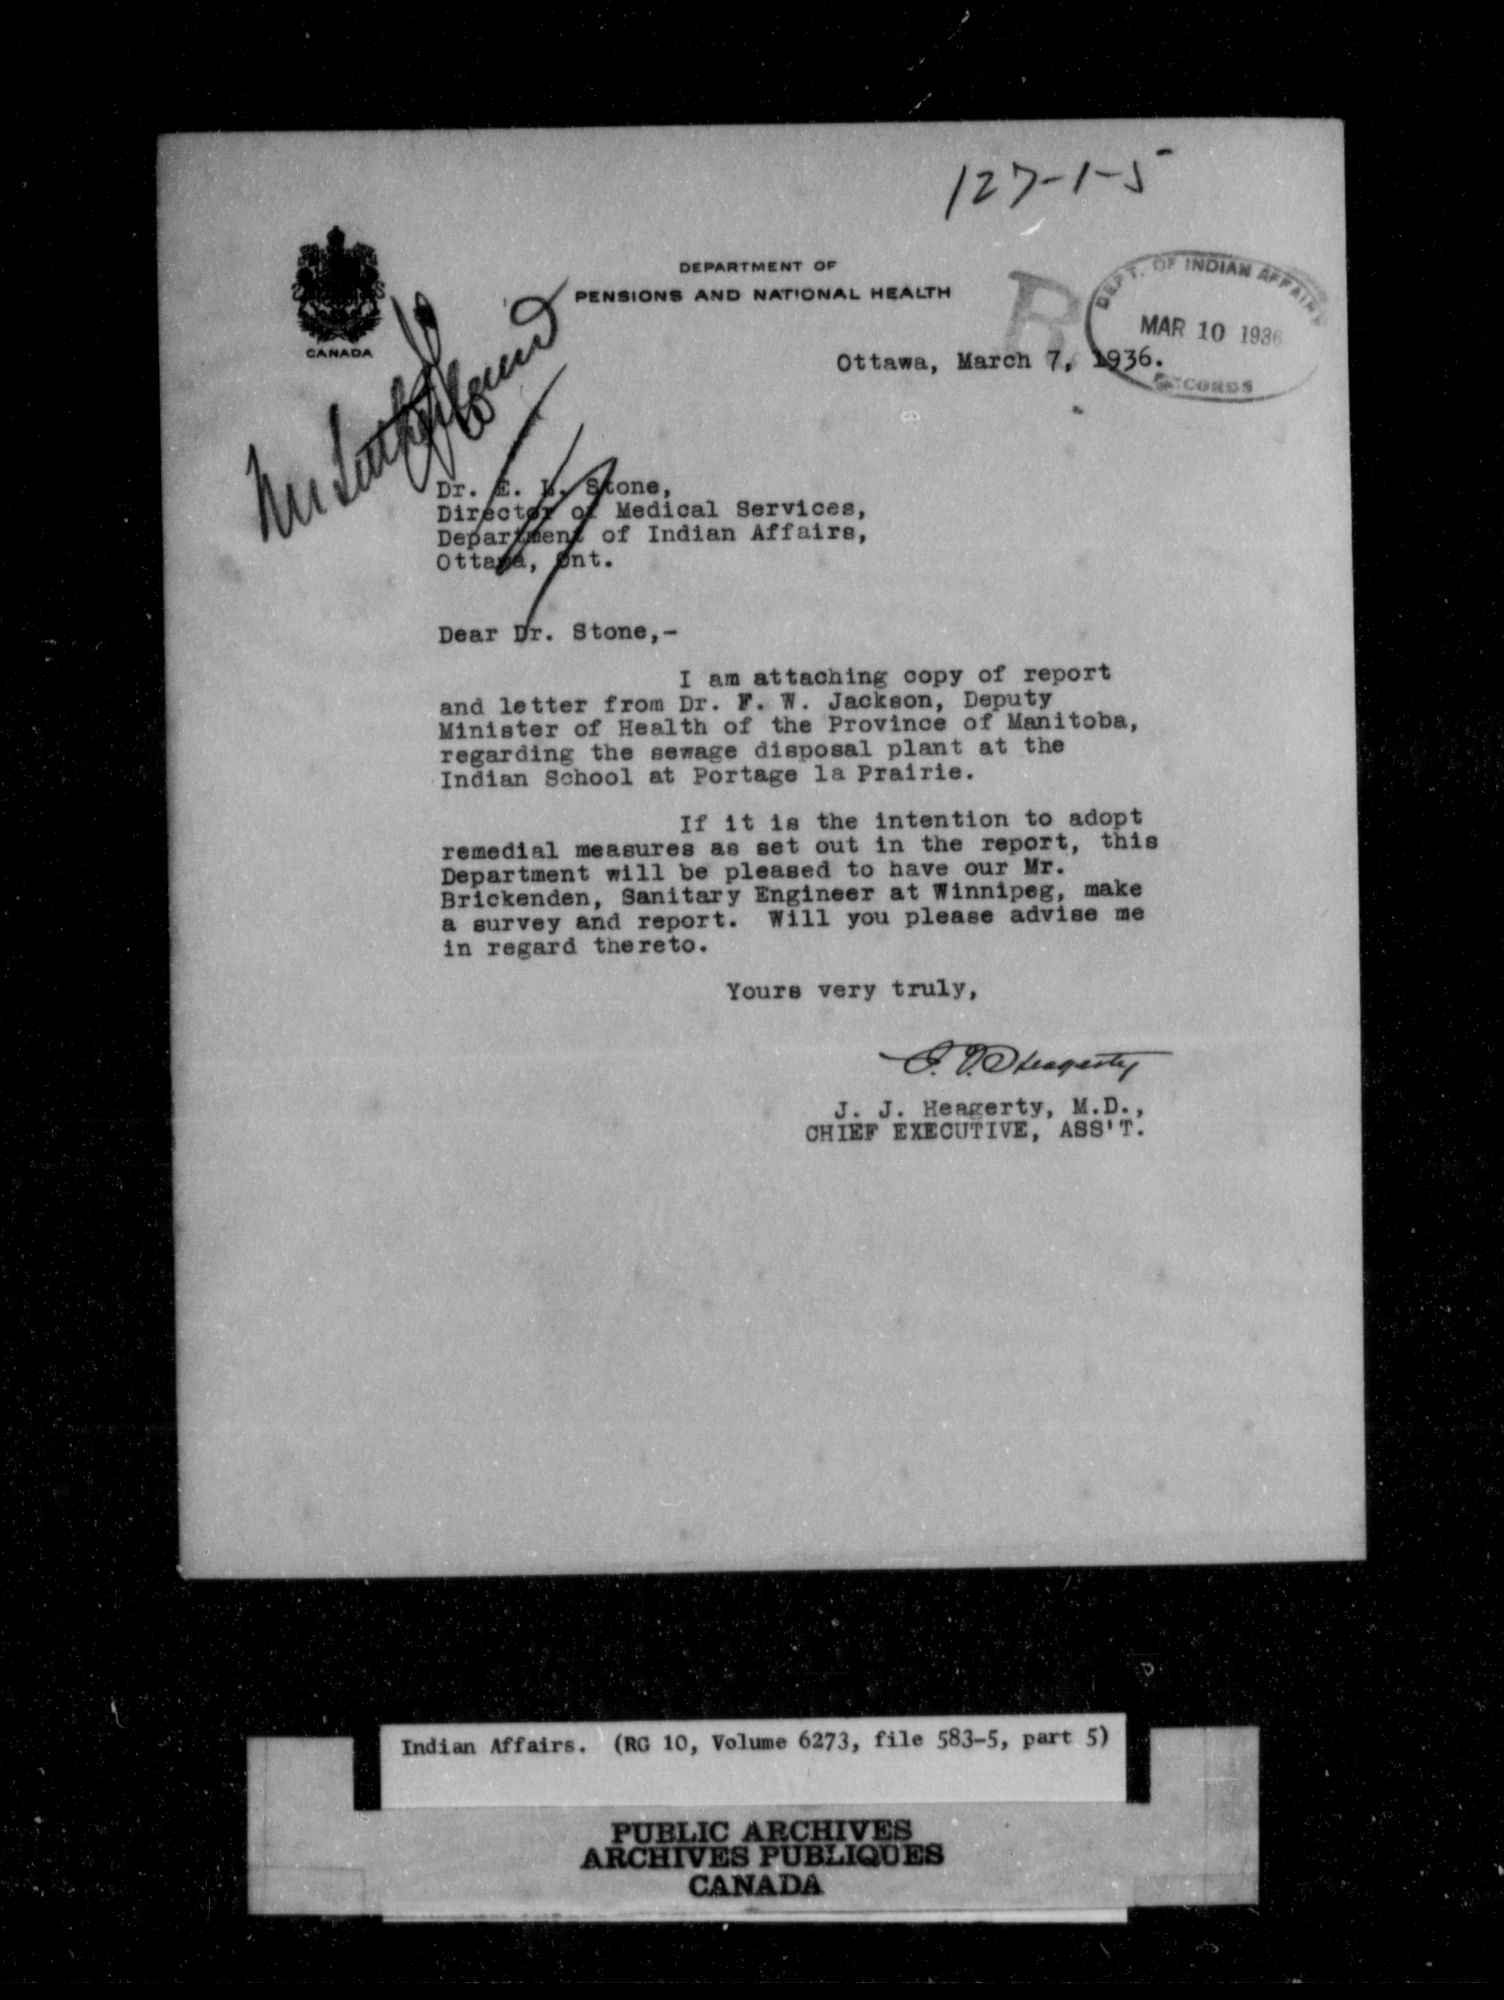 127-1-5
DEPARTMENT OF
PENSIONS AND NATIONAL HEALTH
CANADA
R
DEPT. OF INDIAN AFFAIRS
MAR 10 1936
RECORDS
Ottawa, March 7, 1936.
Dr. E. L. Stone,
Director of Medical Services,
Department of Indian Affairs,
Ottawa, Ont.
Dear Dr. Stone,-
I am attaching copy of report
and letter from Dr. F. W. Jackson, Deputy
Minister of Health of the Province of Manitoba,
regarding the sewage disposal plant at the
Indian School at Portage la Prairie.
If it is the intention to adopt
remedial measures as set out in the report, this
Department will be pleased to have our Mr.
Brickenden, Sanitary Engineer at Winnipeg, make
a survey and report. Will you please advise me
in regard thereto.
Yours very truly,
J. J. Heagerty
J. J. Heagerty, M.D.,
CHIEF EXECUTIVE, ASS'T.
Indian Affairs. (RG 10, Volume 6273, file 583-5, part 5)
PUBLIC ARCHIVES
ARCHIVES PUBLIQUES
CANADA